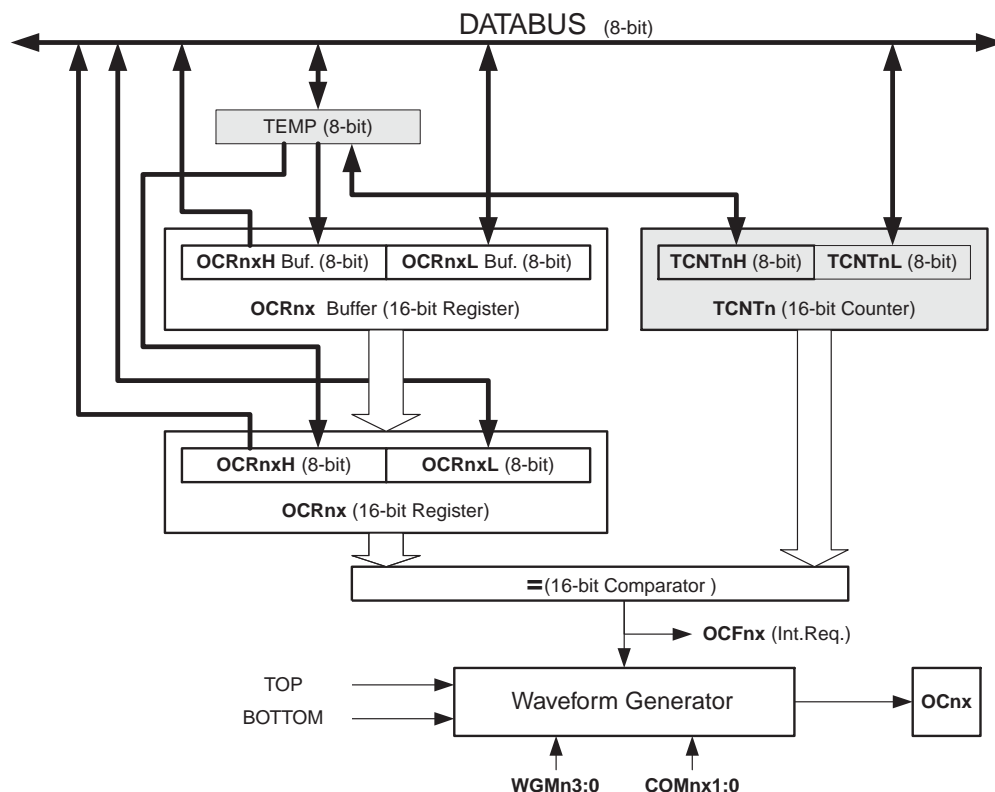 DATABUS (8-bit)
TEMP (8-bit)
OCRnxH Buf. (8-bit) OCRnxL Buf. (8-bit)
OCRnx Buffer (16-bit Register)
TCNTnH (8-bit) TCNTnL (8-bit)
TCNTn (16-bit Counter)
OCRnxH (8-bit) OCRnxL (8-bit)
OCRnx (16-bit Register)
=(16-bit Comparator )
OCFnx (Int.Req.)
TOP
BOTTOM
Waveform Generator
OCnx
WGMn3:0 COMnx1:0